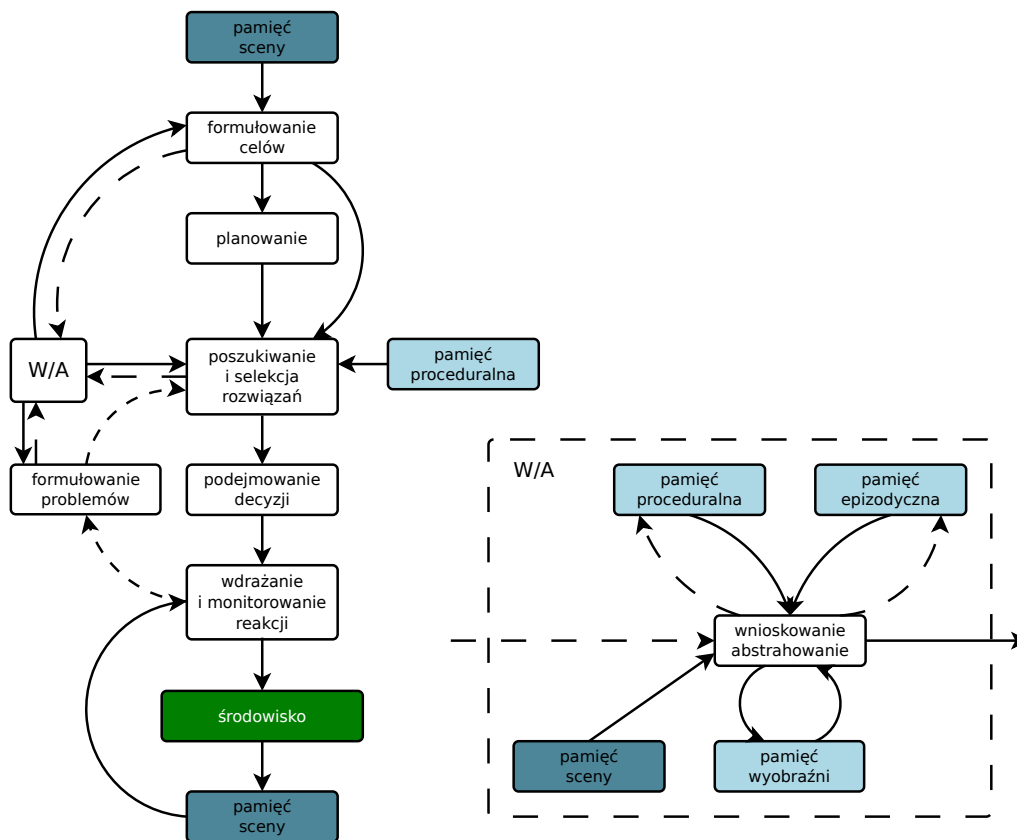 pamięć
sceny
formułowanie
celów
planowanie
W/A
poszukiwanie
i selekcja
rozwiązań
pamięć
proceduralna
formułowanie
problemów
podejmowanie
decyzji
wdrażanie
i monitorowanie
reakcji
środowisko
pamięć
sceny
W/A
pamięć
proceduralna
pamięć
epizodyczna
wnioskowanie
abstrahowanie
pamięć
sceny
pamięć
wyobraźni